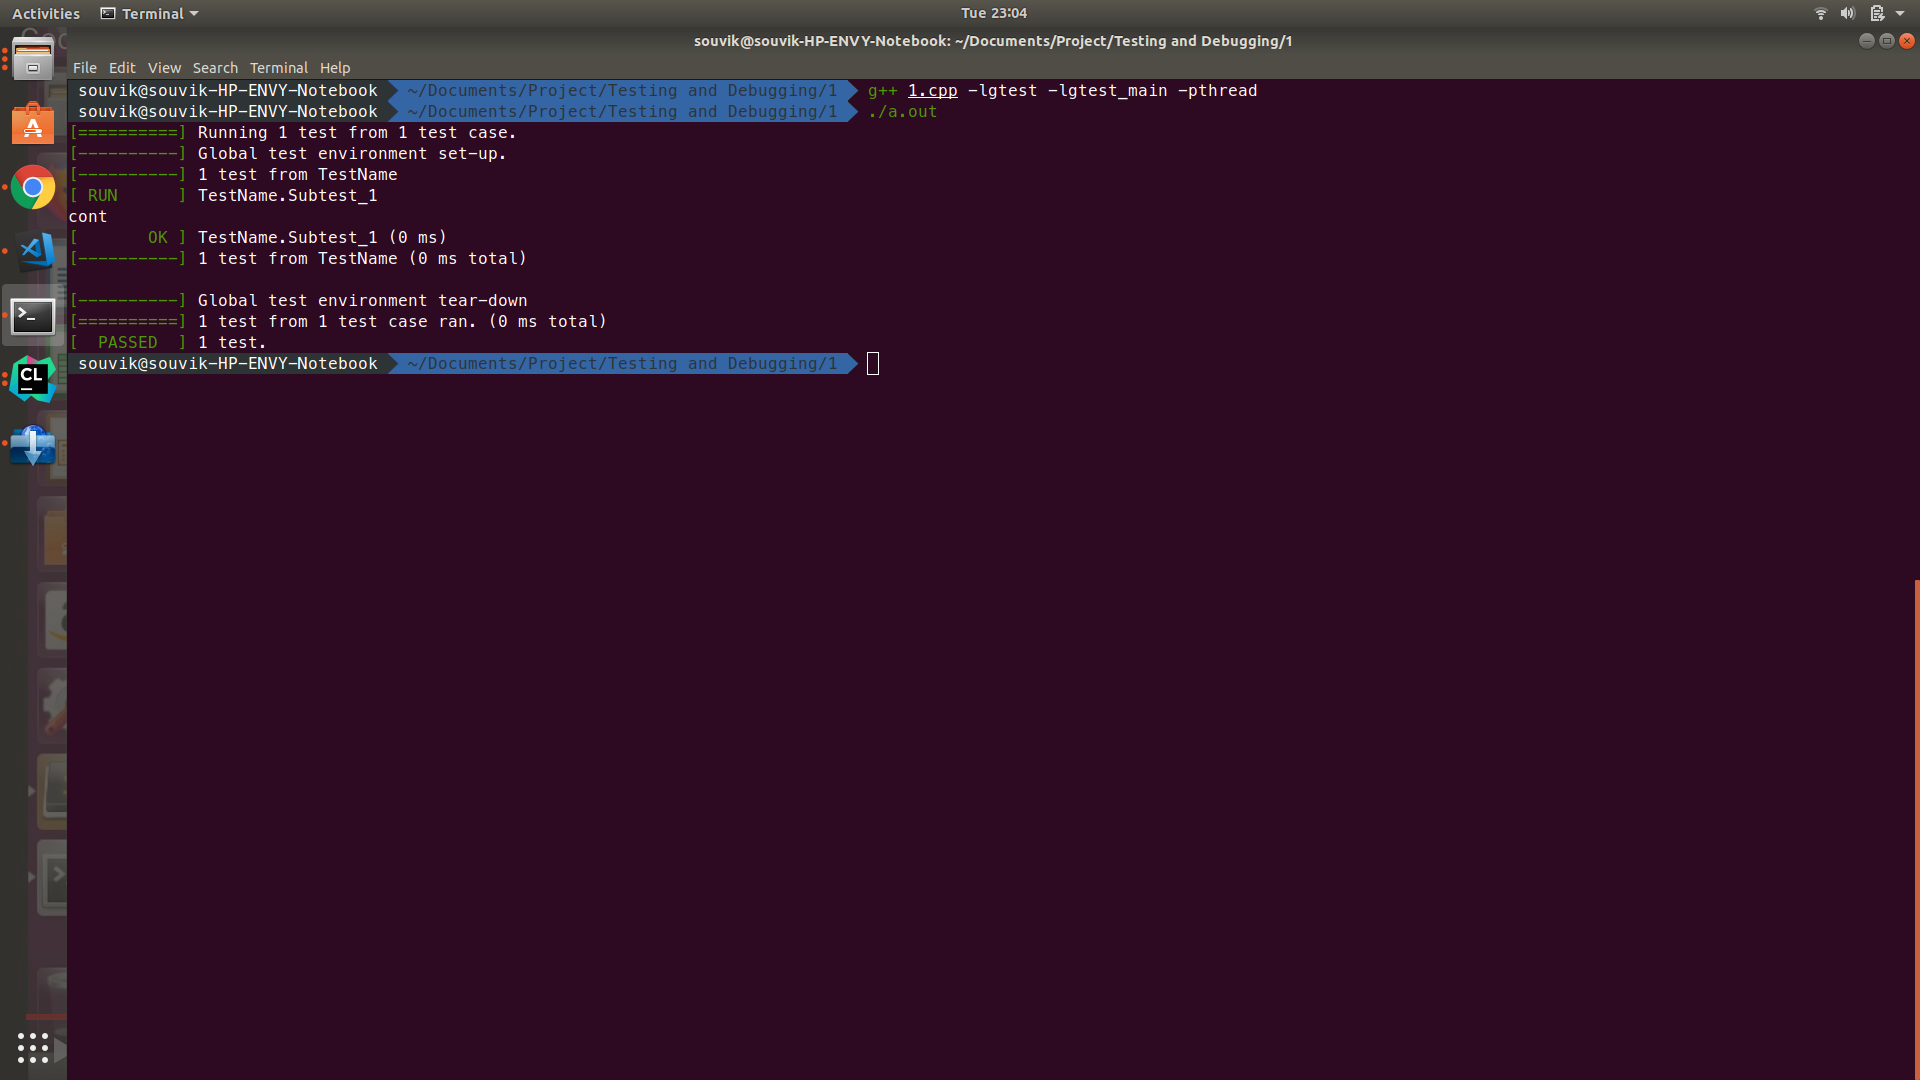 Activities Terminal Tue 23:04
souvik@souvik-HP-ENVY-Notebook: ~/Documents/Project/Testing and Debugging/1
File Edit View Search Terminal Help
souvik@souvik-HP-ENVY-Notebook ~/Documents/Project/Testing and Debugging/1 g++ 1.cpp -lgtest -lgtest_main -pthread
souvik@souvik-HP-ENVY-Notebook ~/Documents/Project/Testing and Debugging/1 ./a.out
[==========] Running 1 test from 1 test case.
[----------] Global test environment set-up.
[----------] 1 test from TestName
[ RUN      ] TestName.Subtest_1
cont
[       OK ] TestName.Subtest_1 (0 ms)
[----------] 1 test from TestName (0 ms total)
[----------] Global test environment tear-down
[==========] 1 test from 1 test case ran. (0 ms total)
[  PASSED  ] 1 test.
souvik@souvik-HP-ENVY-Notebook ~/Documents/Project/Testing and Debugging/1
CL